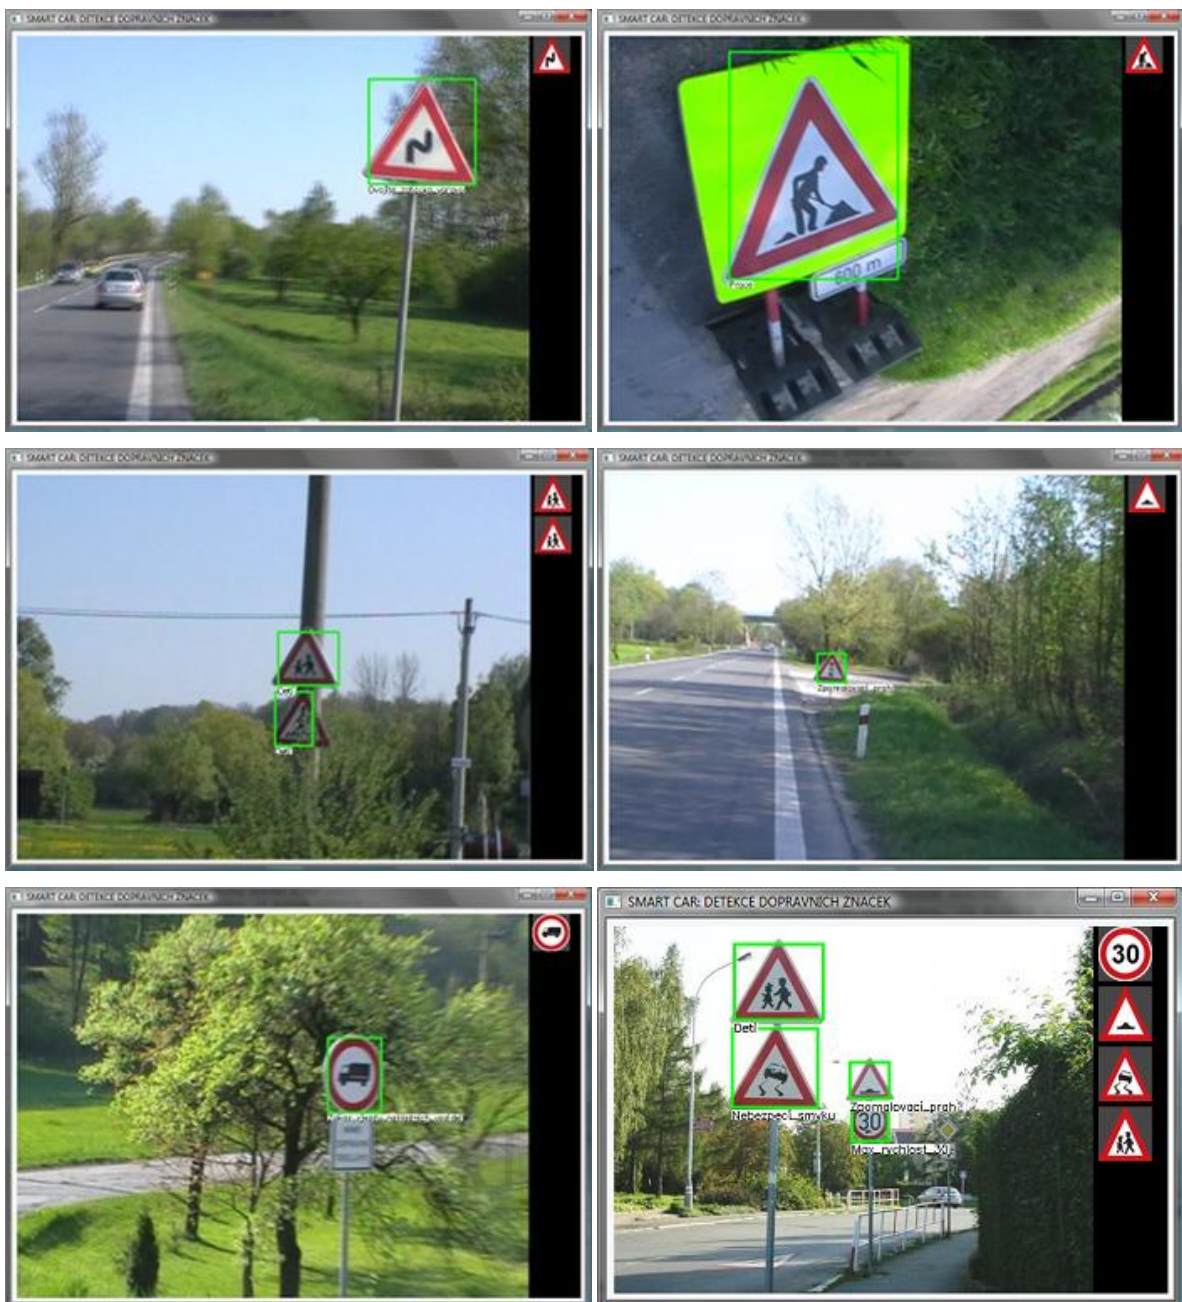 SMART CAR: DETEKCE DOPRAVNICH ZNACEK
SMART CAR: DETEKCE DOPRAVNICH ZNACEK
Prace
600 m
SMART CAR: DETEKCE DOPRAVNICH ZNACEK
Deti
Deti
SMART CAR: DETEKCE DOPRAVNICH ZNACEK
Zpomalovaci_prah
SMART CAR: DETEKCE DOPRAVNICH ZNACEK
SMART CAR: DETEKCE DOPRAVNICH ZNACEK
30
Deti
Nebezpeci_smyku
Zpomalovaci_prah
30
Max_rychlost_30